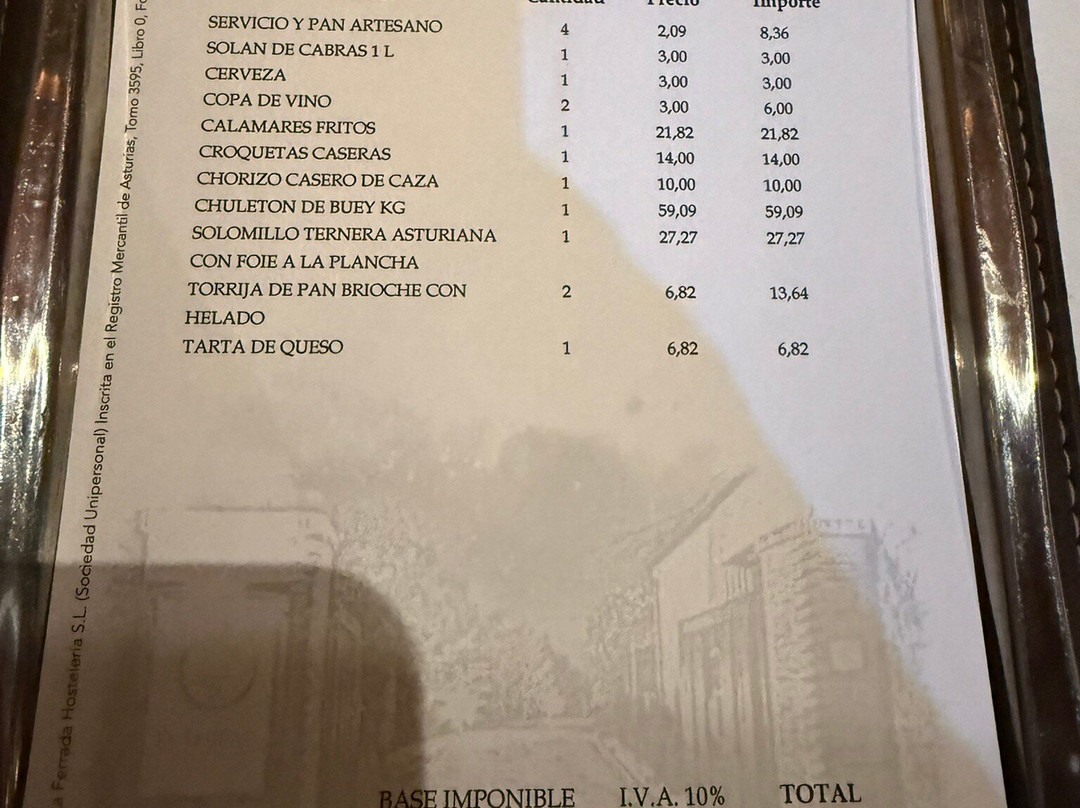 Cantidad Precio Importe
SERVICIO Y PAN ARTESANO 4 2,09 8,36
SOLAN DE CABRAS 1 L 1 3,00 3,00
CERVEZA 1 3,00 3,00
COPA DE VINO 2 3,00 6,00
CALAMARES FRITOS 1 21,82 21,82
CROQUETAS CASERAS 1 14,00 14,00
CHORIZO CASERO DE CAZA 1 10,00 10,00
CHULETON DE BUEY KG 1 59,09 59,09
SOLOMILLO TERNERA ASTURIANA 1 27,27 27,27
CON FOIE A LA PLANCHA
TORRIJA DE PAN BRIOCHE CON 2 6,82 13,64
HELADO
TARTA DE QUESO 1 6,82 6,82
BASE IMPONIBLE I.V.A. 10% TOTAL
Ferrada Hostelería S.L. (Sociedad Unipersonal) Inscrita en el Registro Mercantil de Asturias, Tomo 3595, Libro 0,